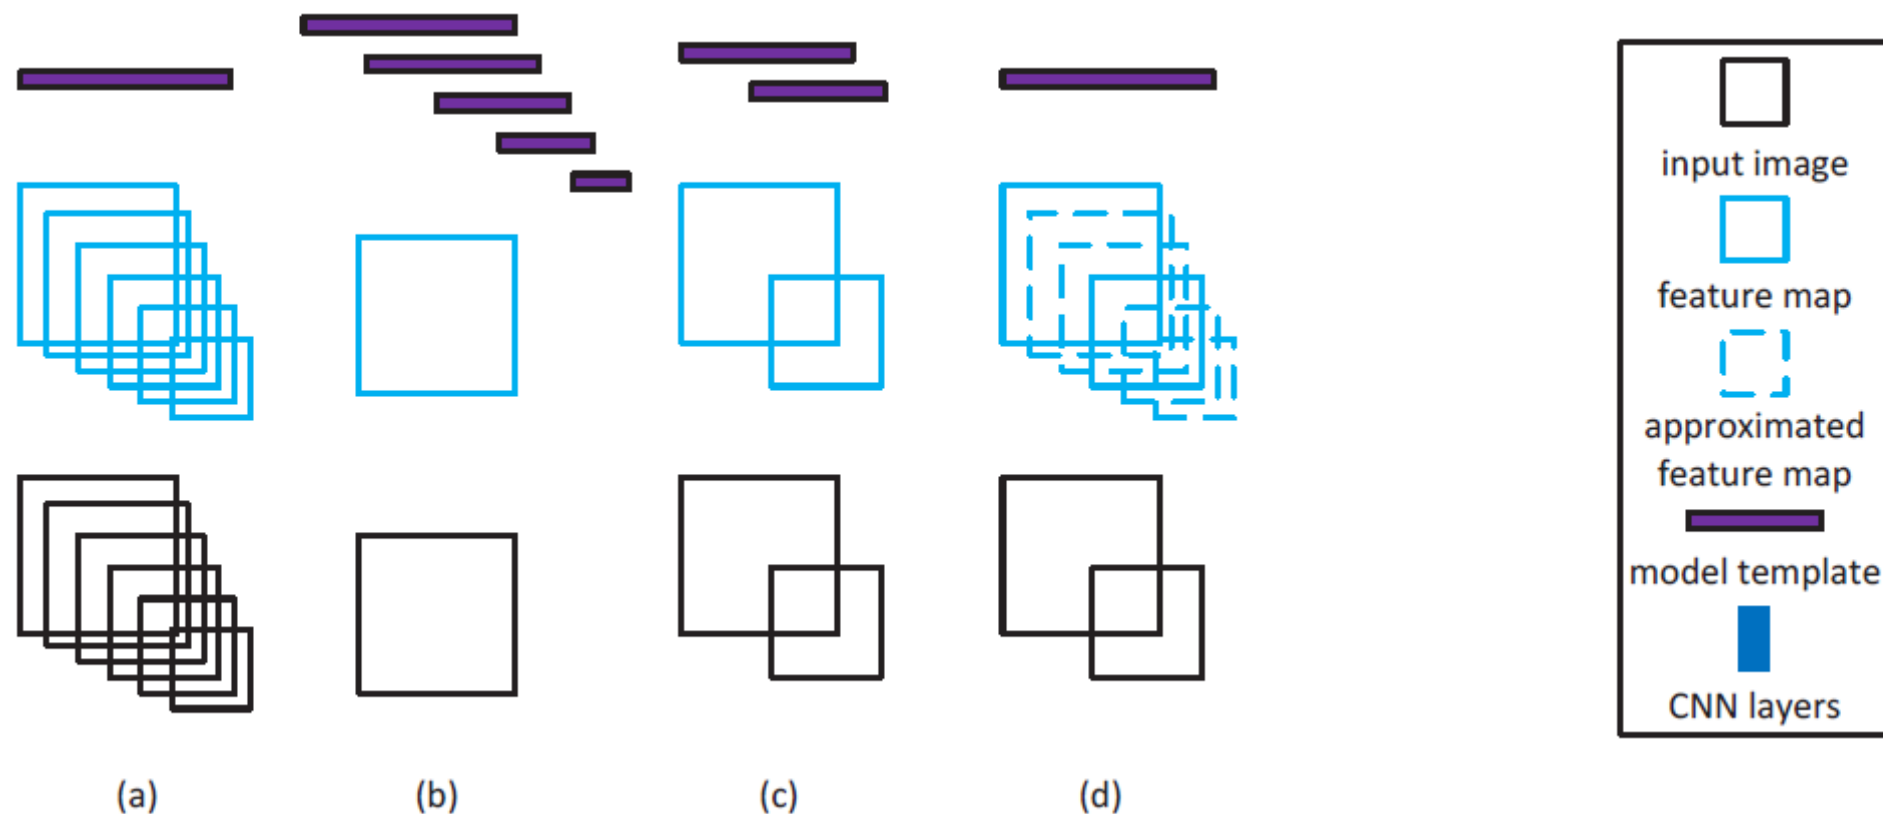 input image
feature map
approximated
feature map
model template
CNN layers
(a)
(b)
(c)
(d)